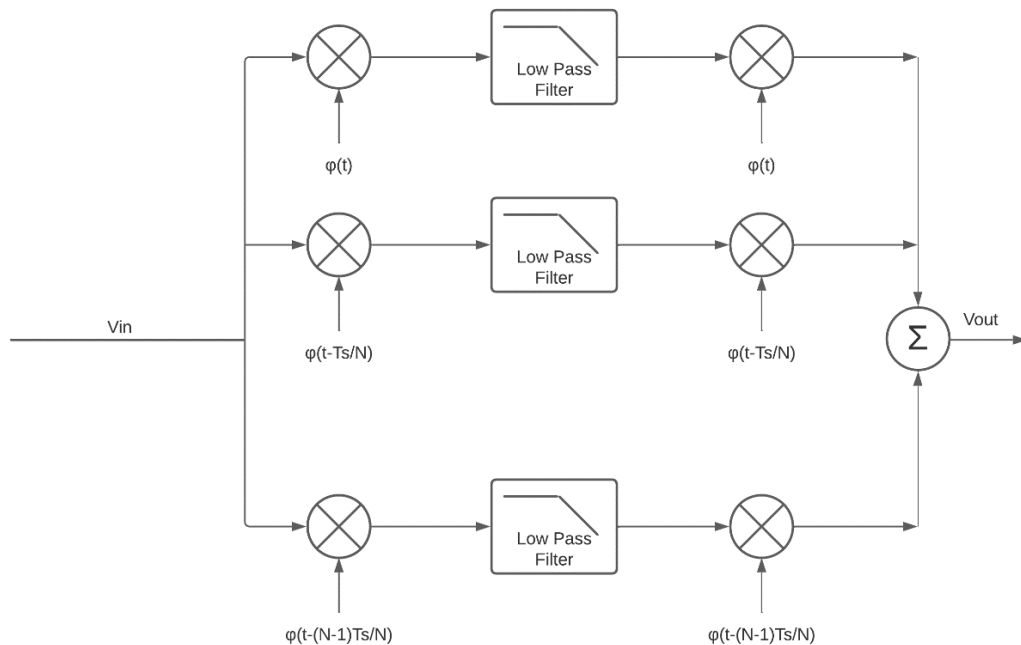 Low Pass
Filter
φ(t)
φ(t)
Low Pass
Filter
Vin
Vout
Σ
φ(t-Ts/N)
φ(t-Ts/N)
Low Pass
Filter
φ(t-(N-1)Ts/N)
φ(t-(N-1)Ts/N)